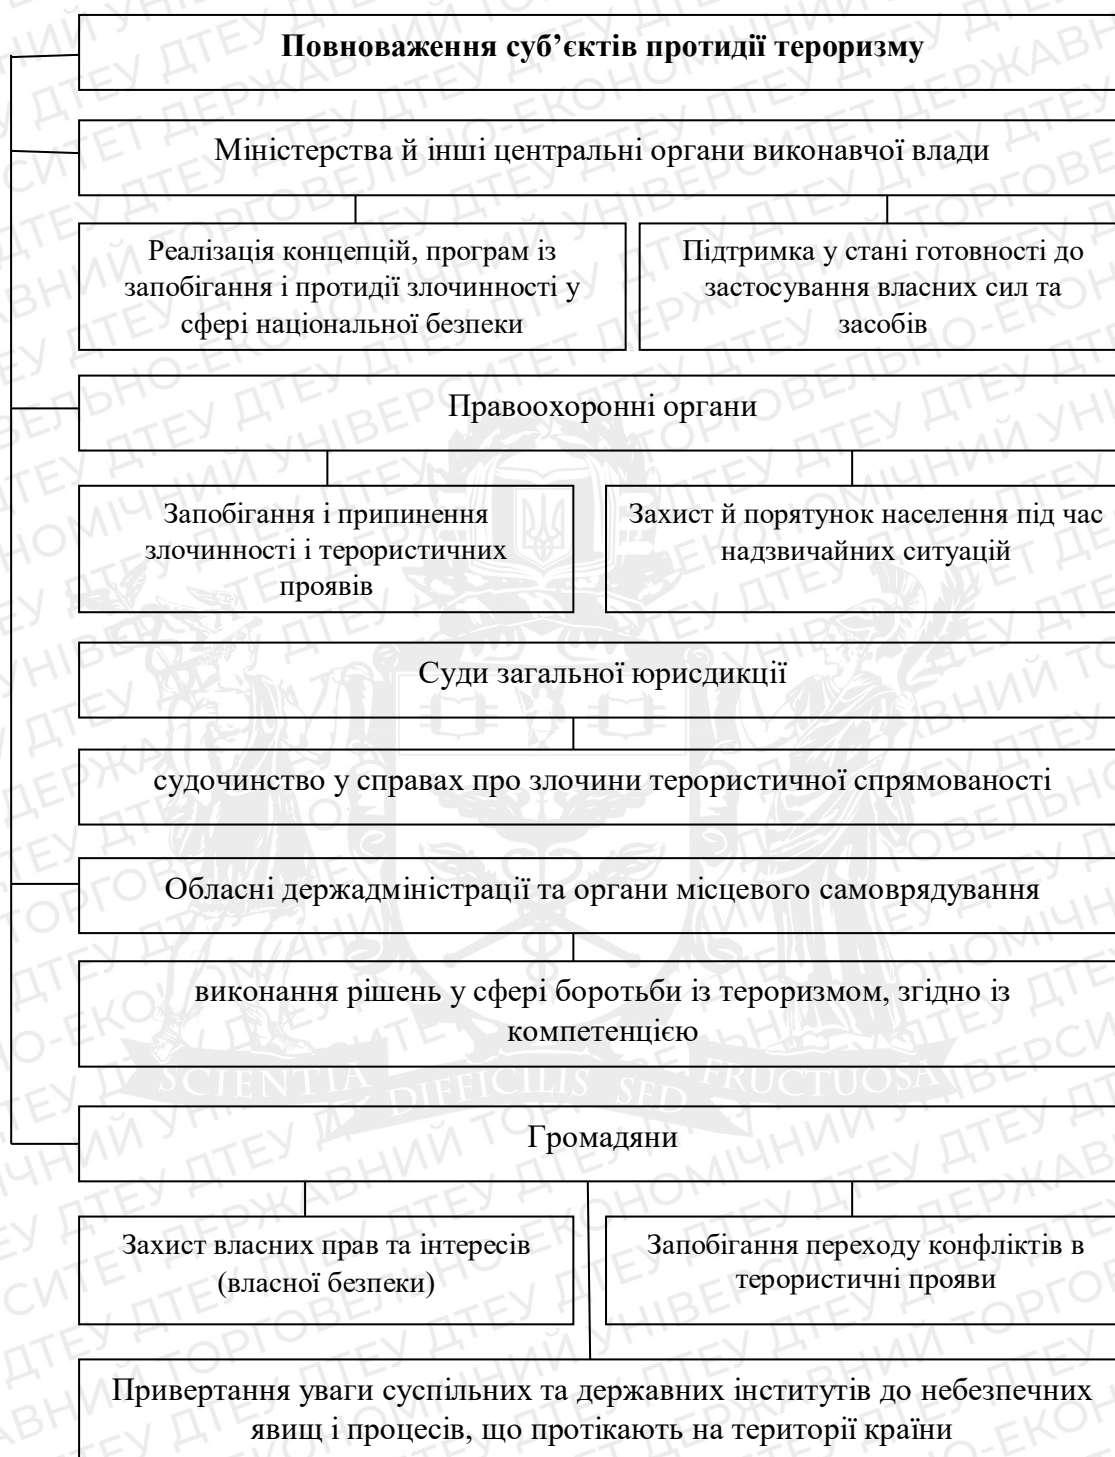 Повноваження суб’єктів протидії тероризму
Міністерства й інші центральні органи виконавчої влади
Реалізація концепцій, програм із
запобігання і протидії злочинності у
сфері національної безпеки
Підтримка у стані готовності до
застосування власних сил та
засобів
Правоохоронні органи
Запобігання і припинення
злочинності і терористичних
проявів
Захист й порятунок населення під час
надзвичайних ситуацій
Суди загальної юрисдикції
судочинство у справах про злочини терористичної спрямованості
Обласні держадміністрації та органи місцевого самоврядування
виконання рішень у сфері боротьби із тероризмом, згідно із
компетенцією
SCIENTIA DIFFICILIS SED FRUCTUOSA
Громадяни
Захист власних прав та інтересів
(власної безпеки)
Запобігання переходу конфліктів в
терористичні прояви
Привертання уваги суспільних та державних інститутів до небезпечних
явищ і процесів, що протікають на території країни